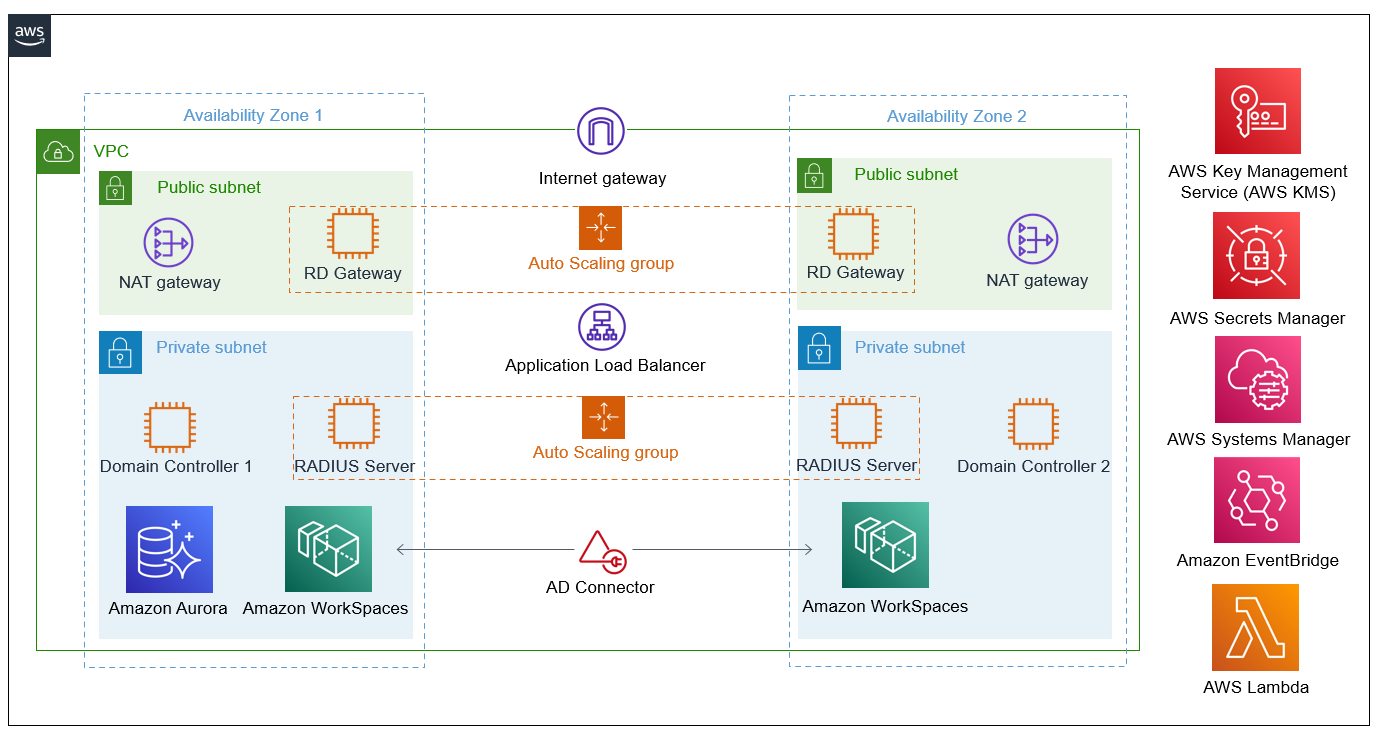 aws
Availability Zone 1
Availability Zone 2
VPC
Public subnet
Public subnet
Internet gateway
NAT gateway
RD Gateway
Auto Scaling group
RD Gateway
NAT gateway
Private subnet
Private subnet
Application Load Balancer
Domain Controller 1
RADIUS Server
Auto Scaling group
RADIUS Server
Domain Controller 2
Amazon Aurora
Amazon WorkSpaces
AD Connector
Amazon WorkSpaces
AWS Key Management
Service (AWS KMS)
AWS Secrets Manager
AWS Systems Manager
Amazon EventBridge
AWS Lambda